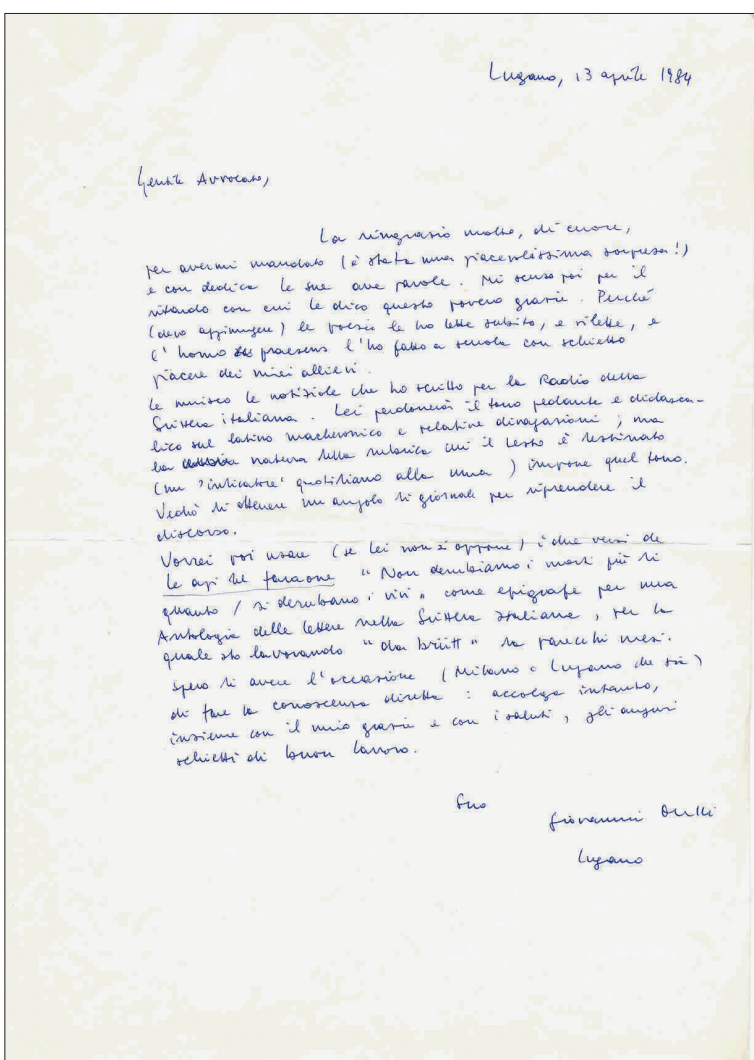 Lugano, 13 aprile 1984
Gentile Avvocato,
La ringrazio molto, di cuore,
per avermi mandato (è stata una piacevolissima sorpresa!)
e con dedica le sue ave parole. Mi scuso poi per il
ritardo con cui le dico questo povero grazie. Perché
(devo aggiungere) le poesie le ho lette subito, e rilette, e
l'homo praesens l'ho fatto a scuola con schietto
piacere dei miei allievi.
Le unisco le notiziole che ho scritto per la Radio della
Svizzera italiana. Lei perdonerà il tono pedante e didasca-
lico sul latino maccheronico e relative divagazioni; ma
la natura della rubrica cui il testo è destinato
(un 'indicatore' quotidiano alla una) impone quel tono.
Vedrò di ottenere un angolo di giornale per riprendere il
discorso.
Vorrei poi usare (se lei non si oppone) i due versi de
Le api del faraone "Non derubiamo i morti più di
quanto / si derubano i vivi" come epigrafe per una
Antologia delle lettere nella Svizzera italiana, per la
quale sto lavorando "da brütt" da parecchi mesi.
Spero di avere l'occasione (Milano o Lugano che sia)
di fare la conoscenza diretta: accolga intanto,
insieme con il mio grazie e con i saluti, gli auguri
schietti di buon lavoro.
Suo
Giovanni Orelli
Lugano